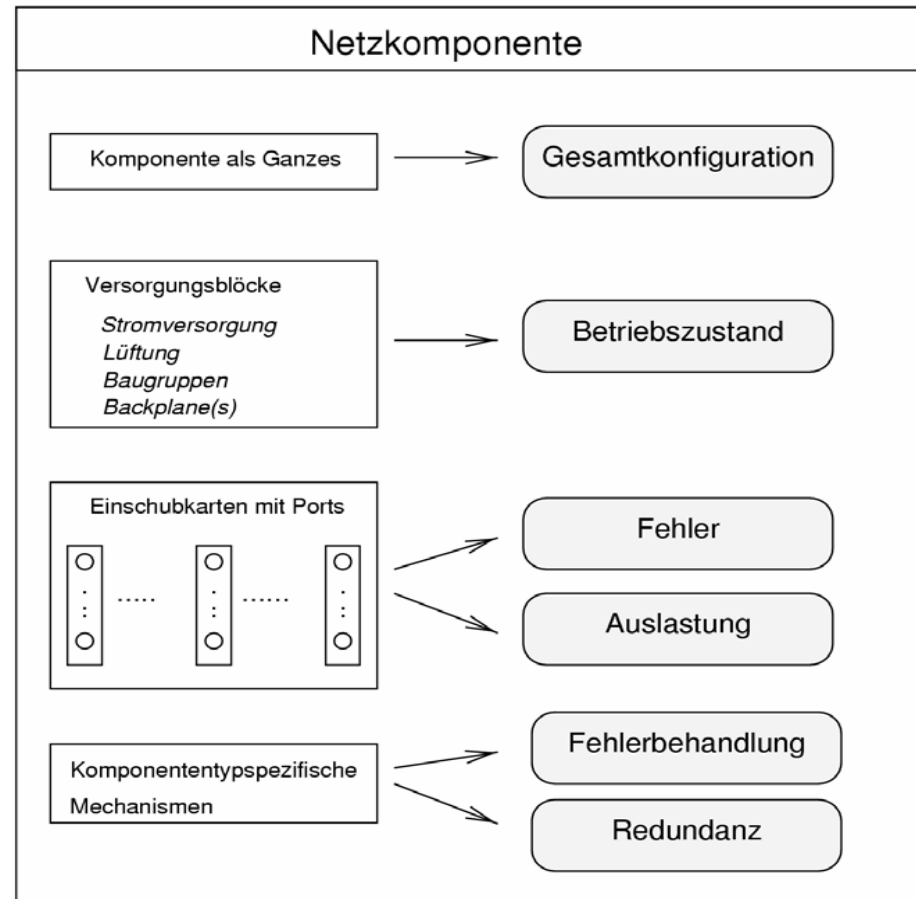 Netzkomponente
Komponente als Ganzes
Gesamtkonfiguration
Versorgungsblöcke
Stromversorgung
Lüftung
Baugruppen
Backplane(s)
Betriebszustand
Einschubkarten mit Ports
..... ......
Fehler
Auslastung
Komponententypspezifische
Mechanismen
Fehlerbehandlung
Redundanz